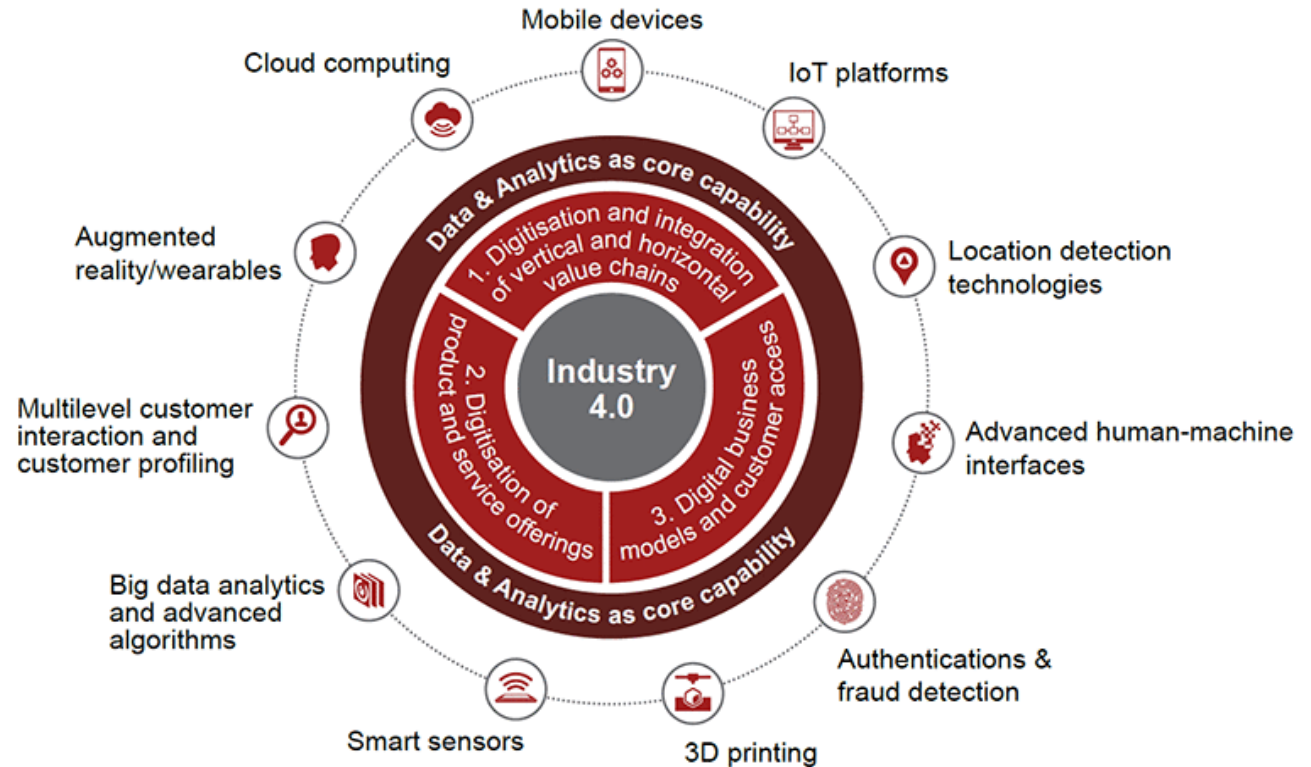 Mobile devices
Cloud computing
IoT platforms
Data & Analytics as core capability
1. Digitisation and integration
of vertical and horizontal
value chains
Augmented
reality/wearables
Location detection
technologies
Industry
4.0
2. Digitisation of
product and service offerings
3. Digital business
models and customer access
Multilevel customer
interaction and
customer profiling
Advanced human-machine
interfaces
Data & Analytics as core capability
Big data analytics
and advanced
algorithms
Authentications &
fraud detection
Smart sensors
3D printing